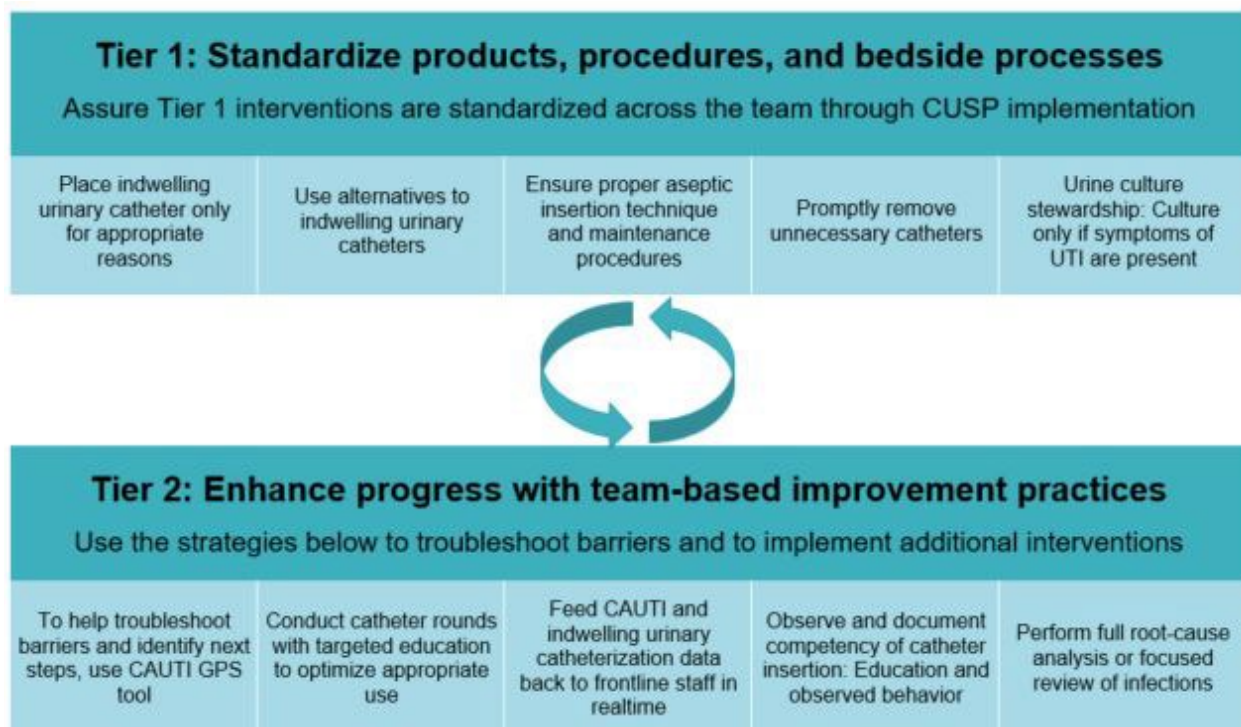 Tier 1: Standardize products, procedures, and bedside processes
Assure Tier 1 interventions are standardized across the team through CUSP implementation
Place indwelling
urinary catheter only
for appropriate
reasons
Use alternatives to
indwelling urinary
catheters
Ensure proper aseptic
insertion technique
and maintenance
procedures
Promptly remove
unnecessary catheters
Urine culture
stewardship: Culture
only if symptoms of
UTI are present
Tier 2: Enhance progress with team-based improvement practices
Use the strategies below to troubleshoot barriers and to implement additional interventions
To help troubleshoot
barriers and identify next
steps, use CAUTI GPS
tool
Conduct catheter rounds
with targeted education
to optimize appropriate
use
Feed CAUTI and
indwelling urinary
catheterization data
back to frontline staff in
realtime
Observe and document
competency of catheter
insertion: Education and
observed behavior
Perform full root-cause
analysis or focused
review of infections